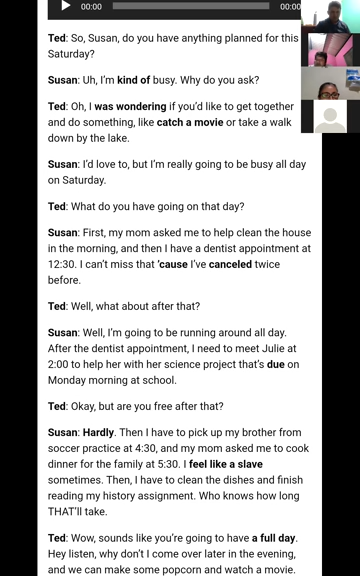 00:00
00:00
Ted: So, Susan, do you have anything planned for this
Saturday?
Susan: Uh, I'm kind of busy. Why do you ask?
Ted: Oh, I was wondering if you'd like to get together
and do something, like catch a movie or take a walk
down by the lake.
Susan: I'd love to, but I'm really going to be busy all day
on Saturday.
Ted: What do you have going on that day?
Susan: First, my mom asked me to help clean the house
in the morning, and then I have a dentist appointment at
12:30. I can't miss that 'cause I've canceled twice
before.
Ted: Well, what about after that?
Susan: Well, I'm going to be running around all day.
After the dentist appointment, I need to meet Julie at
2:00 to help her with her science project that's due on
Monday morning at school.
Ted: Okay, but are you free after that?
Susan: Hardly. Then I have to pick up my brother from
soccer practice at 4:30, and my mom asked me to cook
dinner for the family at 5:30. I feel like a slave
sometimes. Then, I have to clean the dishes and finish
reading my history assignment. Who knows how long
THAT'll take.
Ted: Wow, sounds like you're going to have a full day.
Hey listen, why don't I come over later in the evening,
and we can make some popcorn and watch a movie.